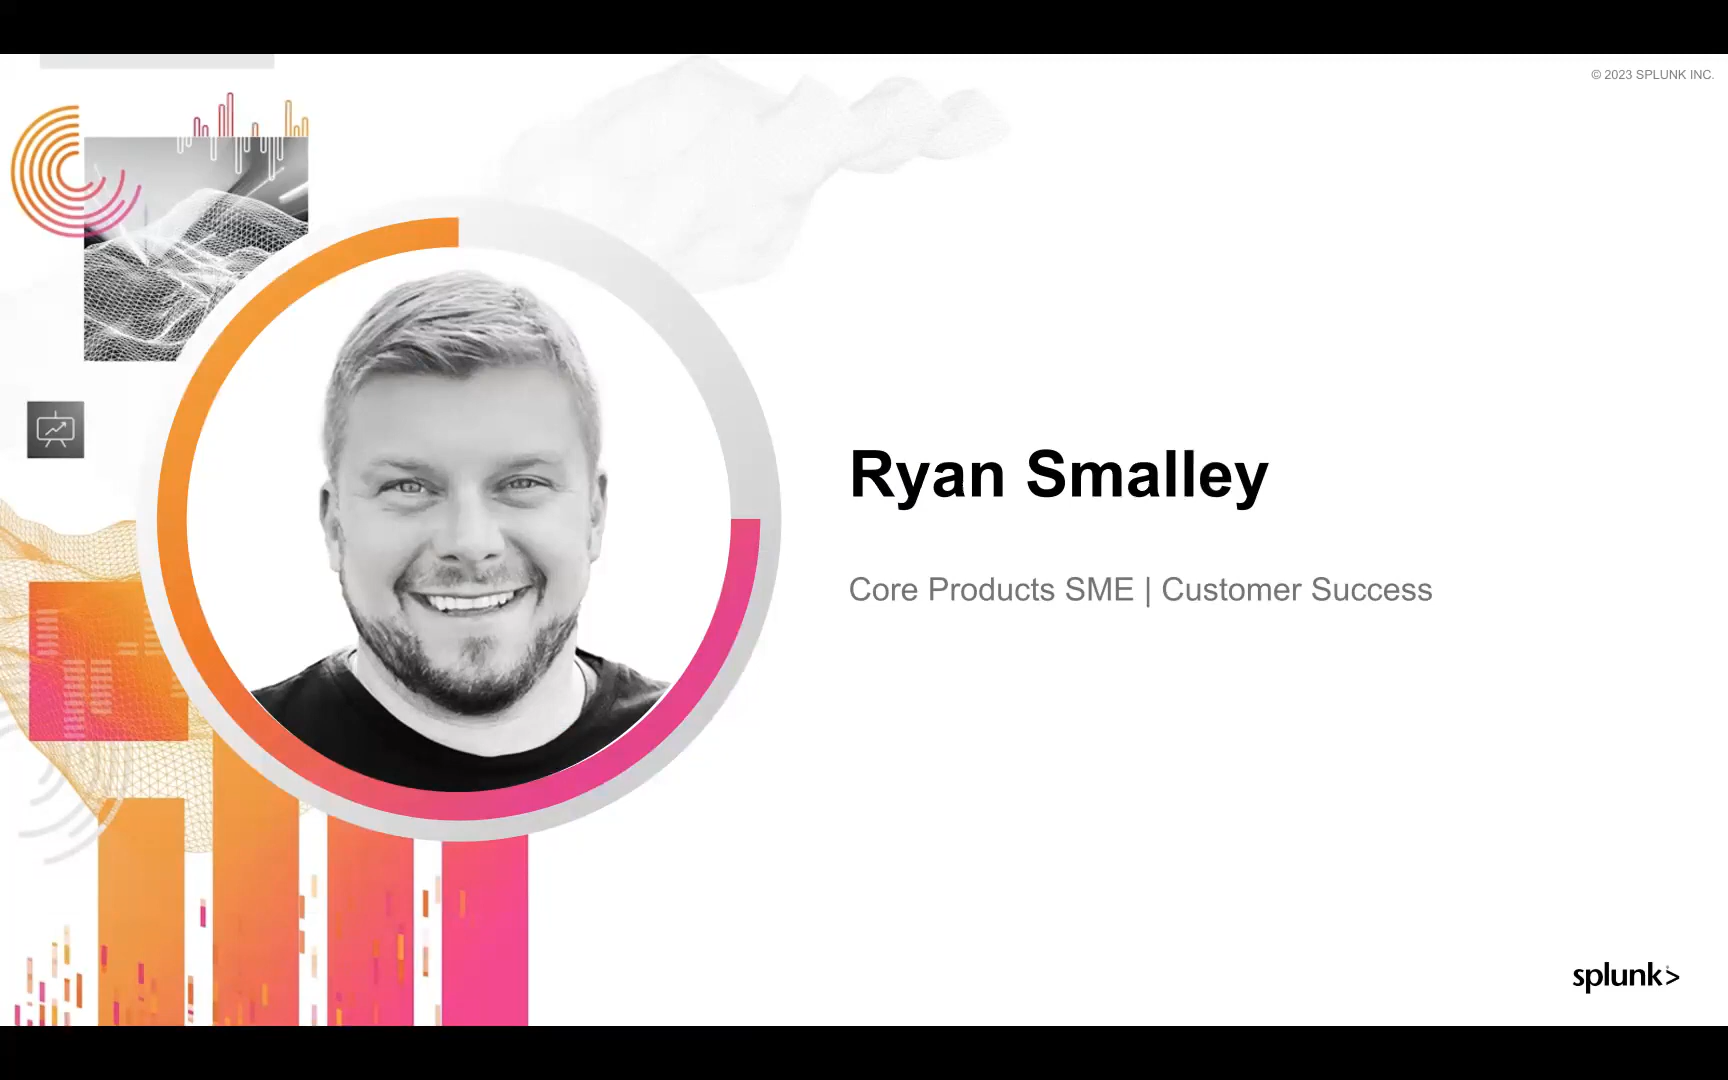 © 2023 SPLUNK INC.
Ryan Smalley
Core Products SME | Customer Success
splunk>